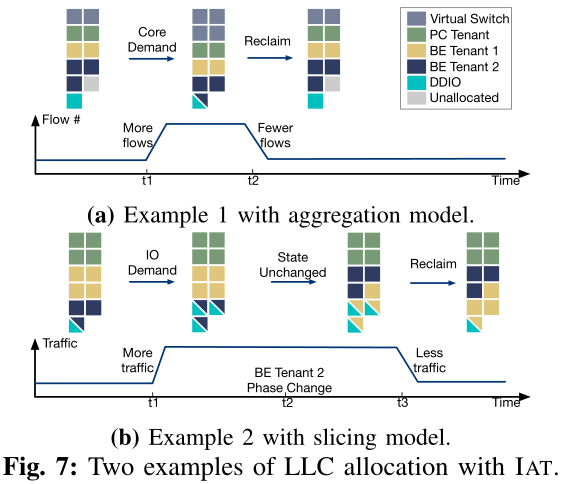 Core
Demand
Reclaim
Virtual Switch
PC Tenant
BE Tenant 1
BE Tenant 2
DDIO
Unallocated
Flow #
More
flows
Fewer
flows
t1
t2
Time
(a) Example 1 with aggregation model.
IO
Demand
State
Unchanged
Reclaim
Traffic
More
traffic
BE Tenant 2
Phase Change
Less
traffic
t1
t2
t3
Time
(b) Example 2 with slicing model.
Fig. 7: Two examples of LLC allocation with IAT.